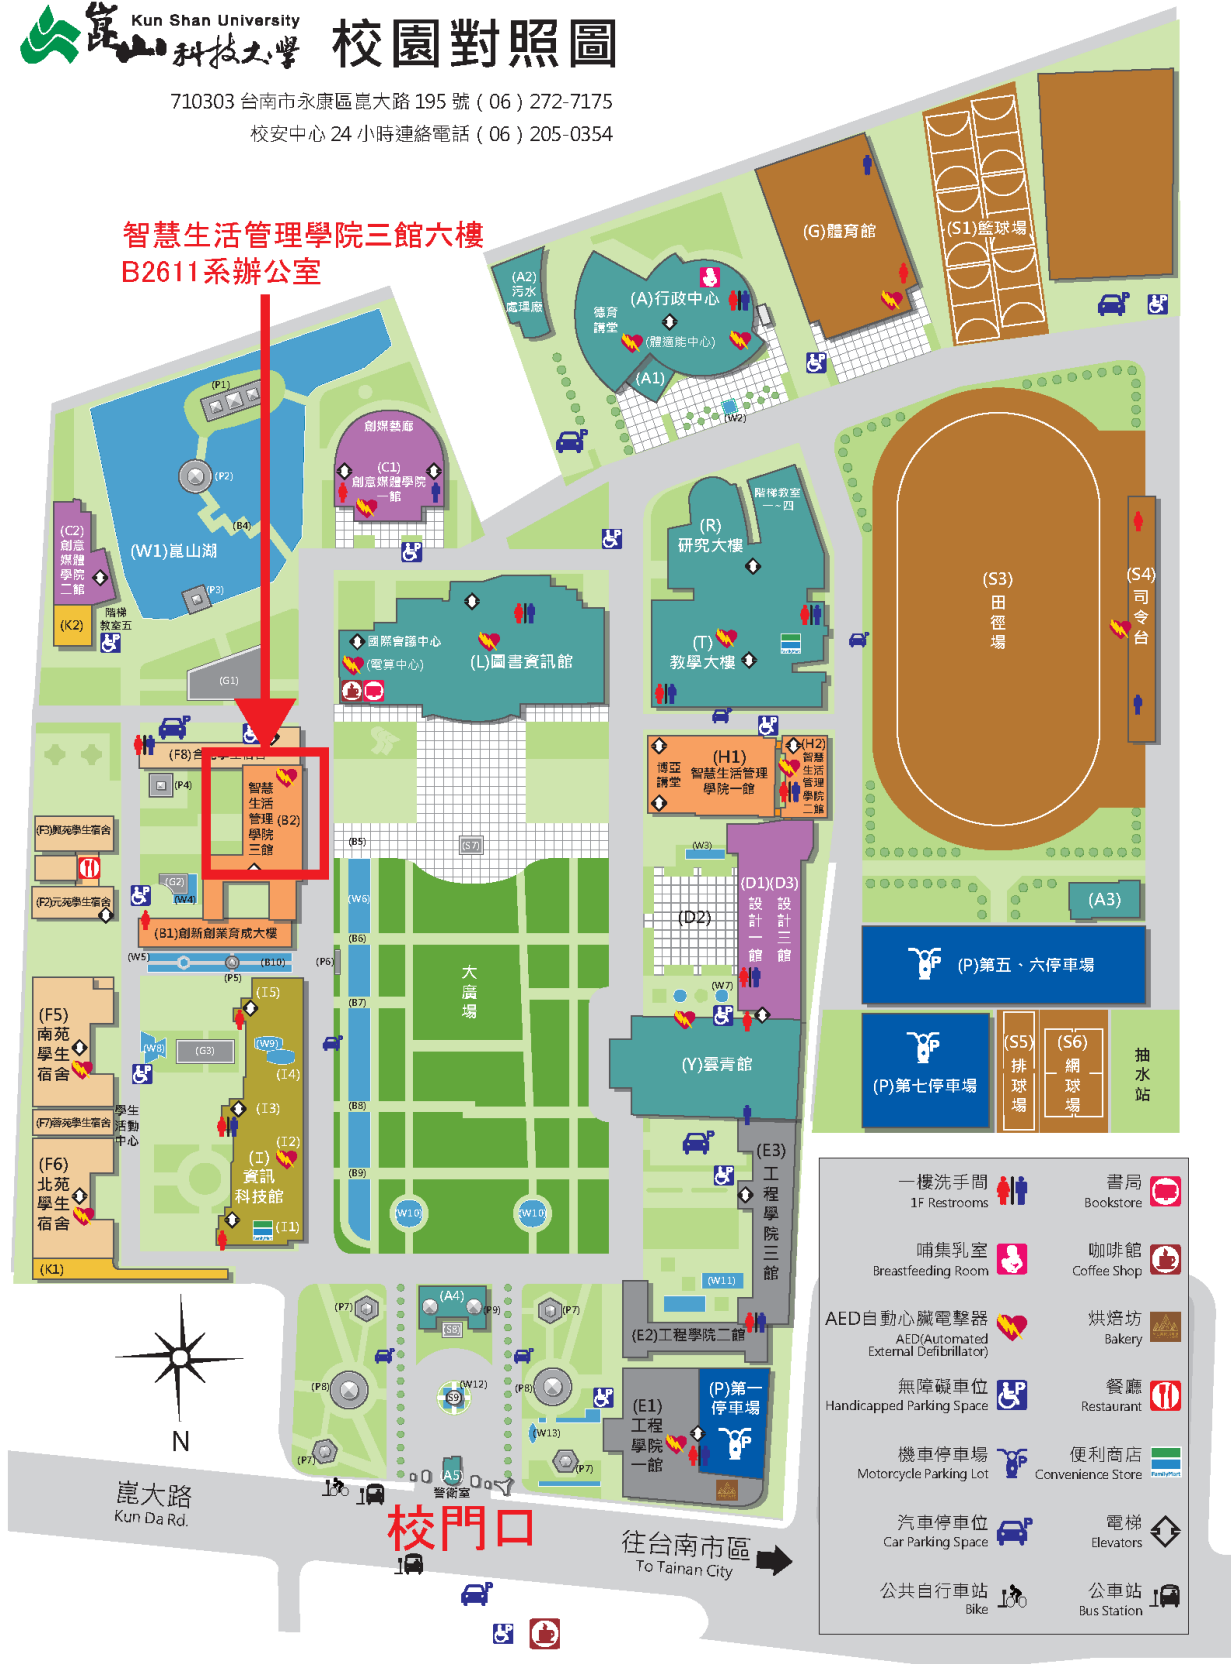 崑山科技大學
Kun Shan University
校園對照圖
710303 台南市永康區崑大路 195 號 ( 06 ) 272-7175
校安中心 24 小時連絡電話 ( 06 ) 205-0354
智慧生活管理學院三館六樓
B2611系辦公室
(G)體育館
(S1)籃球場
(A2)
污水
處理廠
(A)行政中心
德育
講堂
(體適能中心)
(A1)
(W2)
(P1)
(P2)
(B4)
(W1)崑山湖
(P3)
創媒藝廊
(C1)
創意媒體學院
一館
(C2)
創意
媒體
學院
二館
(K2)
階梯
教室五
(G1)
階梯教室
一~四
(R)
研究大樓
(T)
教學大樓
國際會議中心
(電算中心)
(L)圖書資訊館
(S3)
田
徑
場
(S4)
司
令
台
(P4)
智慧
生活
管理
學院
三館
(B2)
(F3)
(G2)
(W4)
(F2)元苑學生宿舍
(B1)創新創業育成大樓
(W5)
(P5)
(B10)
(P6)
(B5)
(S7)
(W6)
(B6)
(B7)
(B8)
(B9)
大
廣
場
(W10)
(W10)
博亞
講堂
(H1)
智慧生活管理
學院一館
(H2)
智慧
生活
管理
學院
二館
(W3)
(D2)
(D1)(D3)
設
計
一
館
設
計
三
館
(W7)
(Y)雲青館
(A3)
(P)第五、六停車場
(P)第七停車場
(S5)
排
球
場
(S6)
網
球
場
抽
水
站
(F5)
南苑
學生
宿舍
(W8)
(G3)
(I5)
(W9)
(I4)
(I3)
(I2)
(I)
資訊
科技館
(I1)
學生
活動
中心
(F6)
北苑
學生
宿舍
(K1)
(E3)
工
程
學
院
三
館
(W11)
(E2)工程學院二館
(E1)
工程
學院
一館
(P)第一
停車場
(P7)
(A4)
(P9)
(S8)
(P7)
(P8)
(S9)
(W12)
(P8)
(W13)
(P7)
(A5)
警衛室
(P7)
N
崑大路
Kun Da Rd.
校門口
往台南市區
To Tainan City
一樓洗手間
1F Restrooms
書局
Bookstore
哺集乳室
Breastfeeding Room
咖啡館
Coffee Shop
AED自動心臟電擊器
AED(Automated
External Defibrillator)
烘焙坊
Bakery
無障礙車位
Handicapped Parking Space
餐廳
Restaurant
機車停車場
Motorcycle Parking Lot
便利商店
Convenience Store
FamilyMart
汽車停車位
Car Parking Space
電梯
Elevators
公共自行車站
Bike
公車站
Bus Station